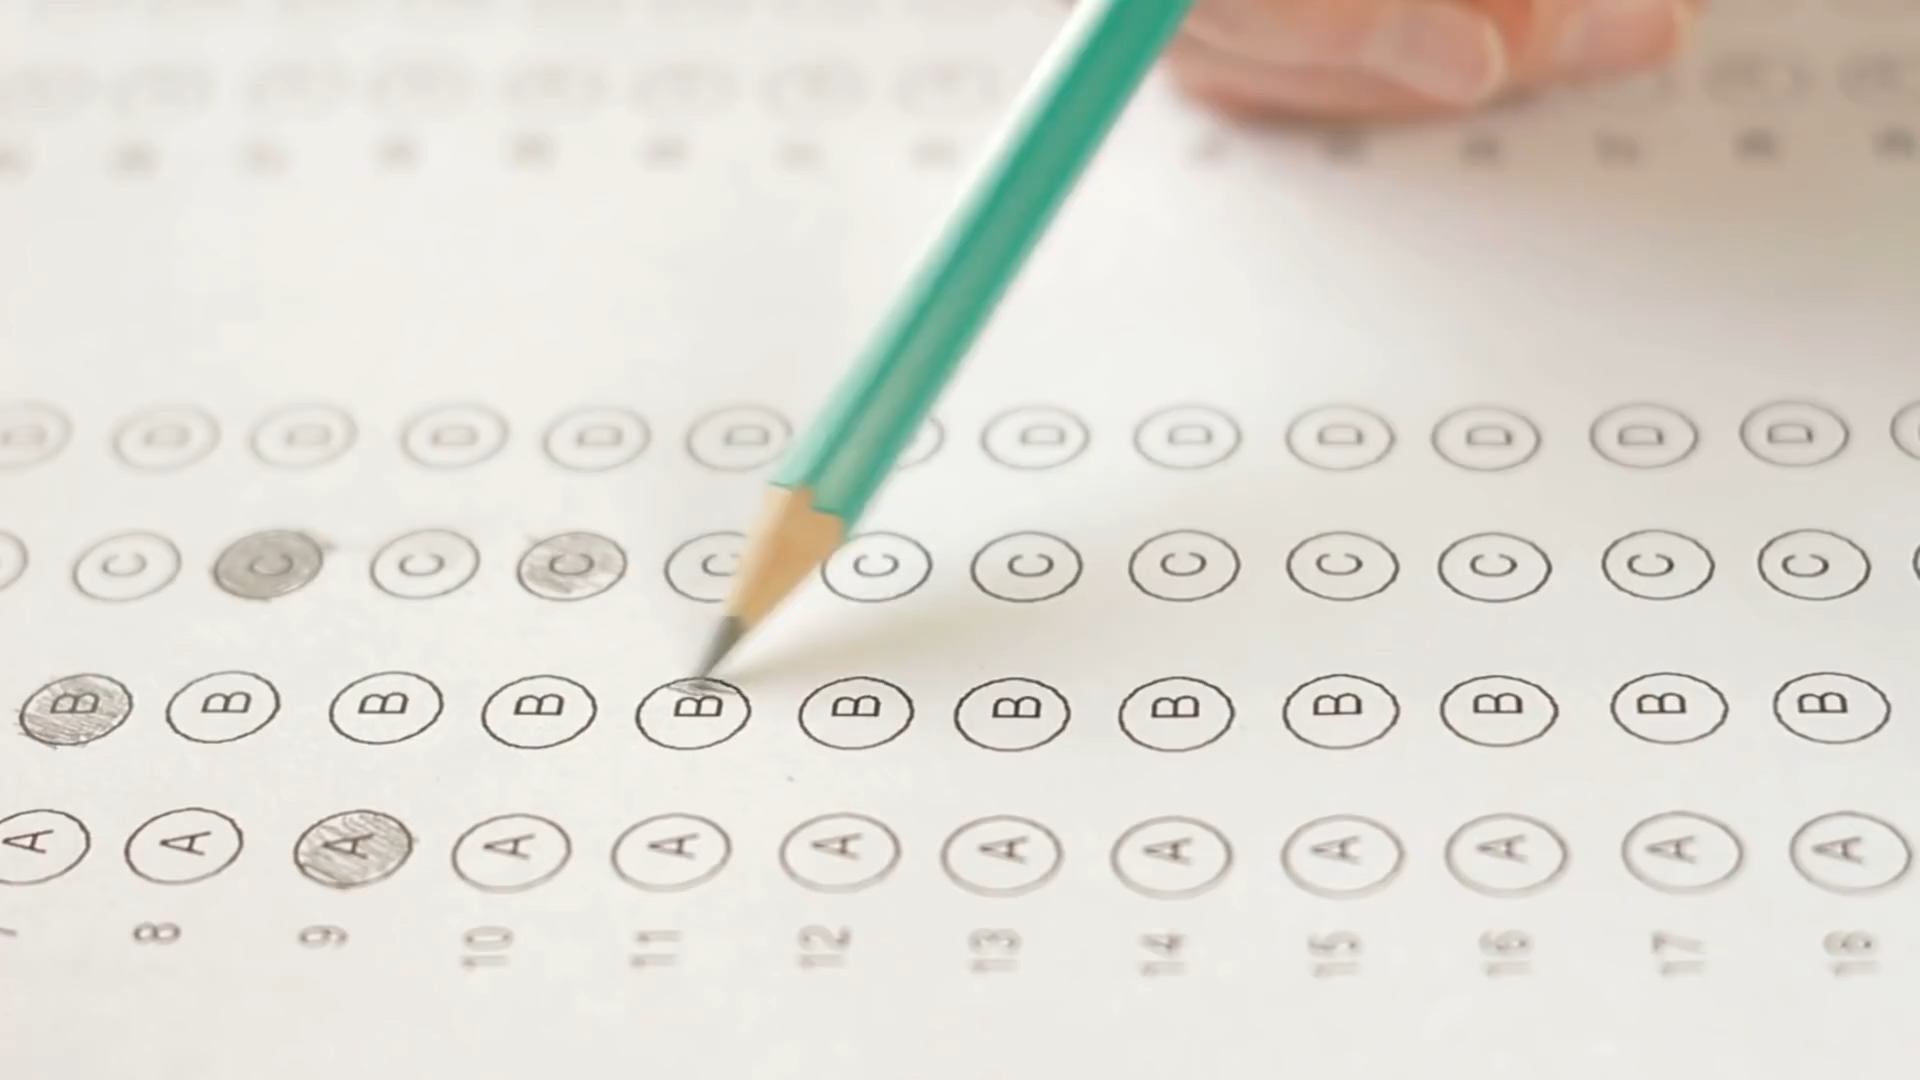 D
A B C D
8 A B C D
9 A B C D
10 A B C D
11 A B C D
12 A B C
13 A B C D
14 A B C D
15 A B C D
16 A B C D
17 A B C D
18 A B C D